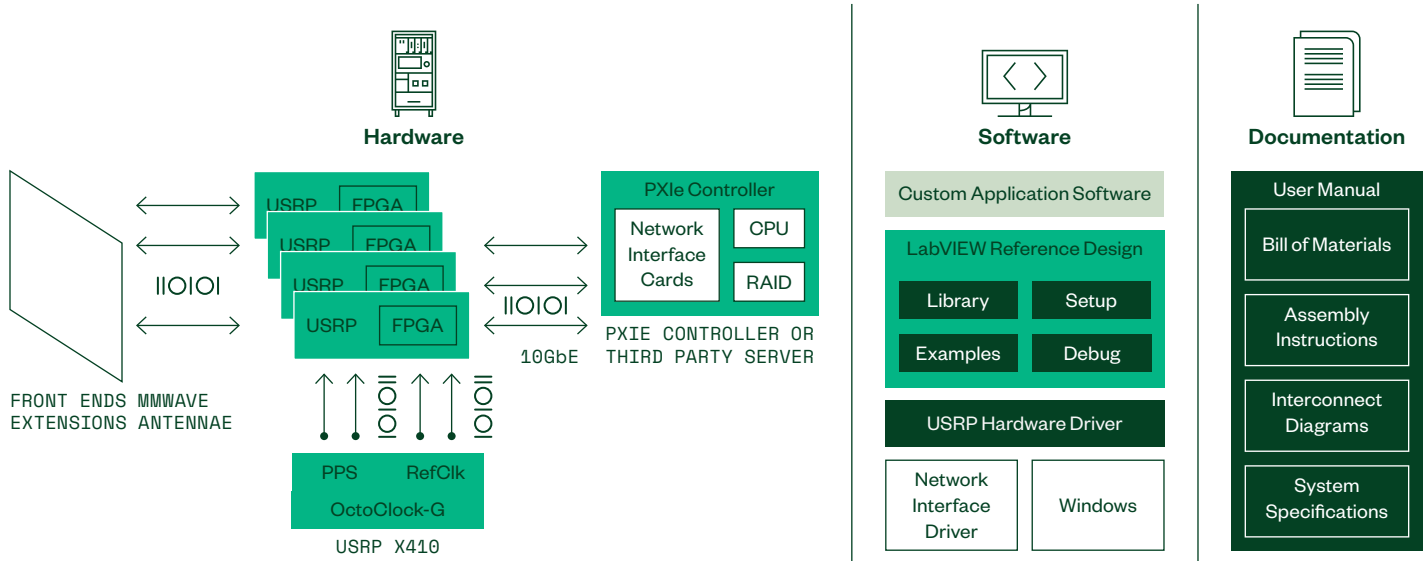 Hardware
USRP FPGA
USRP FPGA
USRP FPGA
USRP FPGA
IIOIOI
FRONT ENDS MMWAVE
EXTENSIONS ANTENNAE
IIOIOI
10GbE
PXIe Controller
Network
Interface
Cards
CPU
RAID
PXIE CONTROLLER OR
THIRD PARTY SERVER
IOIOI
IOIOI
PPS RefClk
OctoClock-G
USRP X410
Software
Custom Application Software
LabVIEW Reference Design
Library
Setup
Examples
Debug
USRP Hardware Driver
Network
Interface
Driver
Windows
Documentation
User Manual
Bill of Materials
Assembly
Instructions
Interconnect
Diagrams
System
Specifications